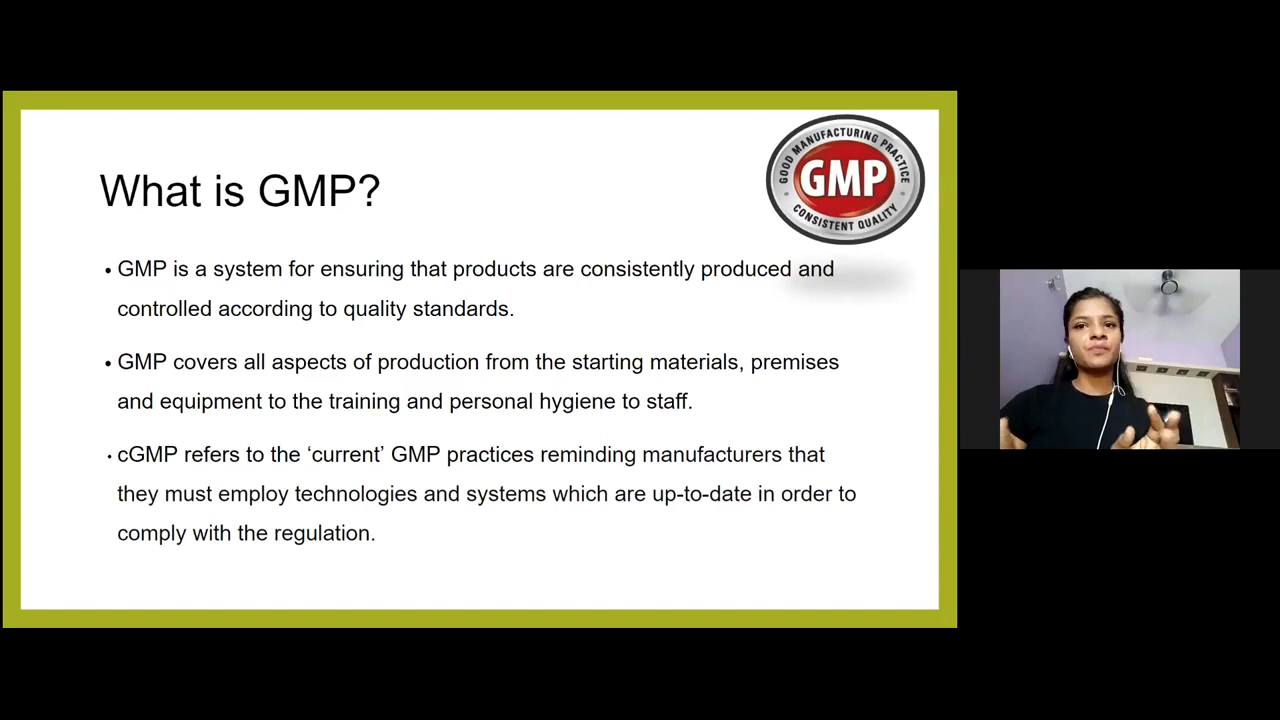 What is GMP?
GOOD MANUFACTURING PRACTICE
GMP
CONSISTENT QUALITY
• GMP is a system for ensuring that products are consistently produced and
controlled according to quality standards.
• GMP covers all aspects of production from the starting materials, premises
and equipment to the training and personal hygiene to staff.
• cGMP refers to the ‘current’ GMP practices reminding manufacturers that
they must employ technologies and systems which are up-to-date in order to
comply with the regulation.